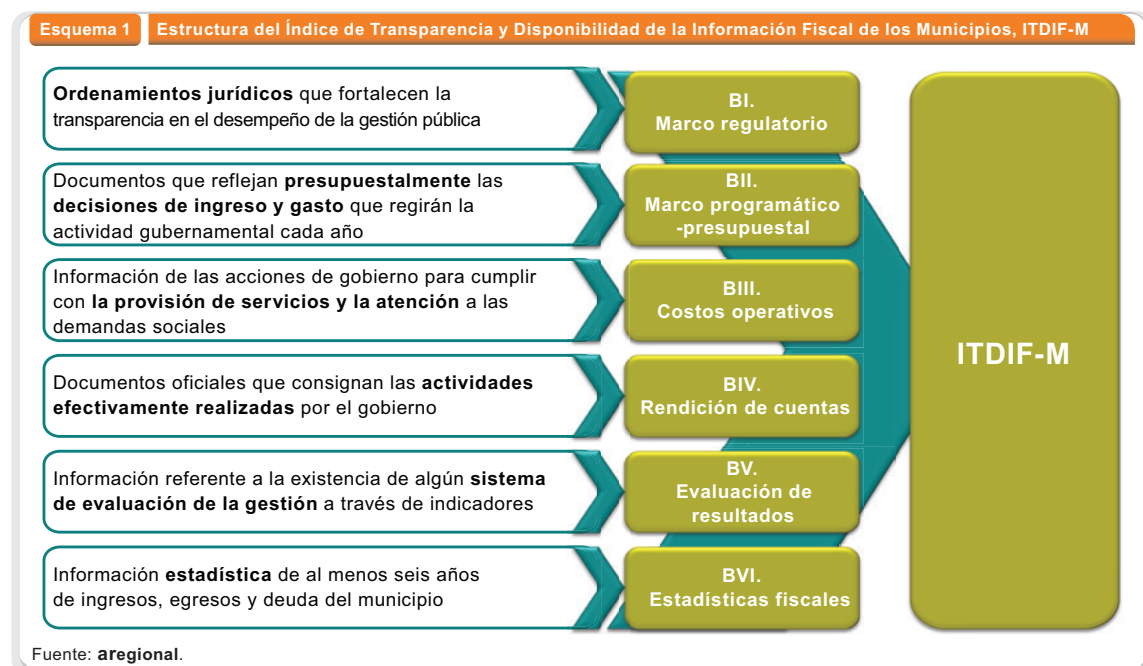 Esquema 1 Estructura del Índice de Transparencia y Disponibilidad de la Información Fiscal de los Municipios, ITDIF-M
Ordenamientos jurídicos que fortalecen la
transparencia en el desempeño de la gestión pública
BI.
Marco regulatorio
Documentos que reflejan presupuestalmente las
decisiones de ingreso y gasto que regirán la
actividad gubernamental cada año
BII.
Marco programático
-presupuestal
Información de las acciones de gobierno para cumplir
con la provisión de servicios y la atención a las
demandas sociales
BIII.
Costos operativos
Documentos oficiales que consignan las actividades
efectivamente realizadas por el gobierno
BIV.
Rendición de cuentas
Información referente a la existencia de algún sistema
de evaluación de la gestión a través de indicadores
BV.
Evaluación de
resultados
Información estadística de al menos seis años
de ingresos, egresos y deuda del municipio
BVI.
Estadísticas fiscales
ITDIF-M
Fuente: aregional.